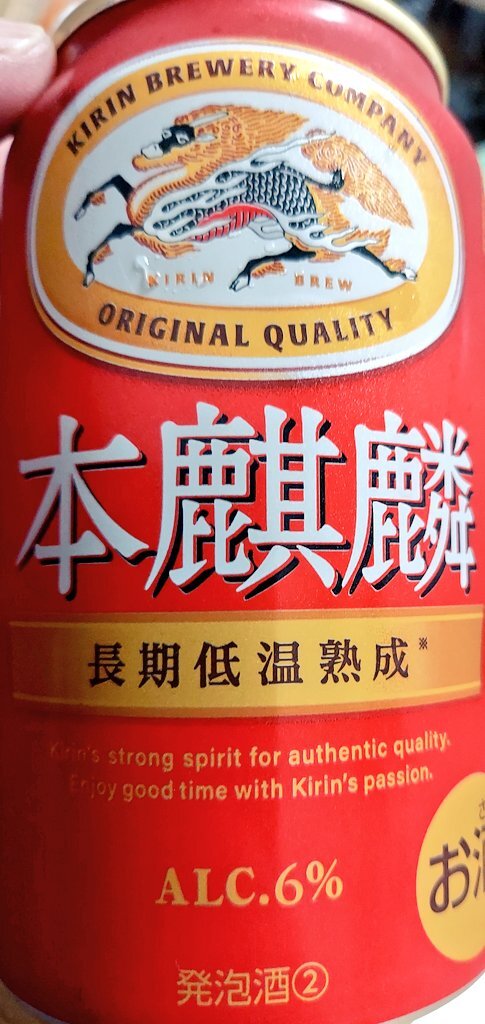 KIRIN BREWERY COMPANY
KIRIN BREW
ORIGINAL QUALITY
本麒麟
長期低温熟成※
Kirin's strong spirit for authentic quality.
Enjoy good time with Kirin's passion.
ALC.6%
お酒
発泡酒②